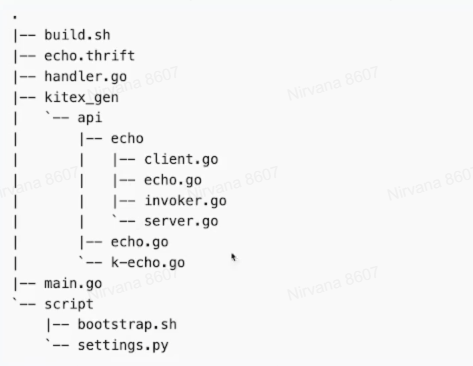 .
|-- build.sh
|-- echo.thrift
|-- handler.go
|-- kitex_gen
|   `-- api
|       |-- echo
|       |   |-- client.go
|       |   |-- echo.go
|       |   |-- invoker.go
|       |   `-- server.go
|       |-- echo.go
|       `-- k-echo.go
|-- main.go
`-- script
    |-- bootstrap.sh
    `-- settings.py
Nirvana 8607
Nirvana 8607
Nirvana 8607
Nirvana 8607
Nirvana 8607
Nirvana 8607